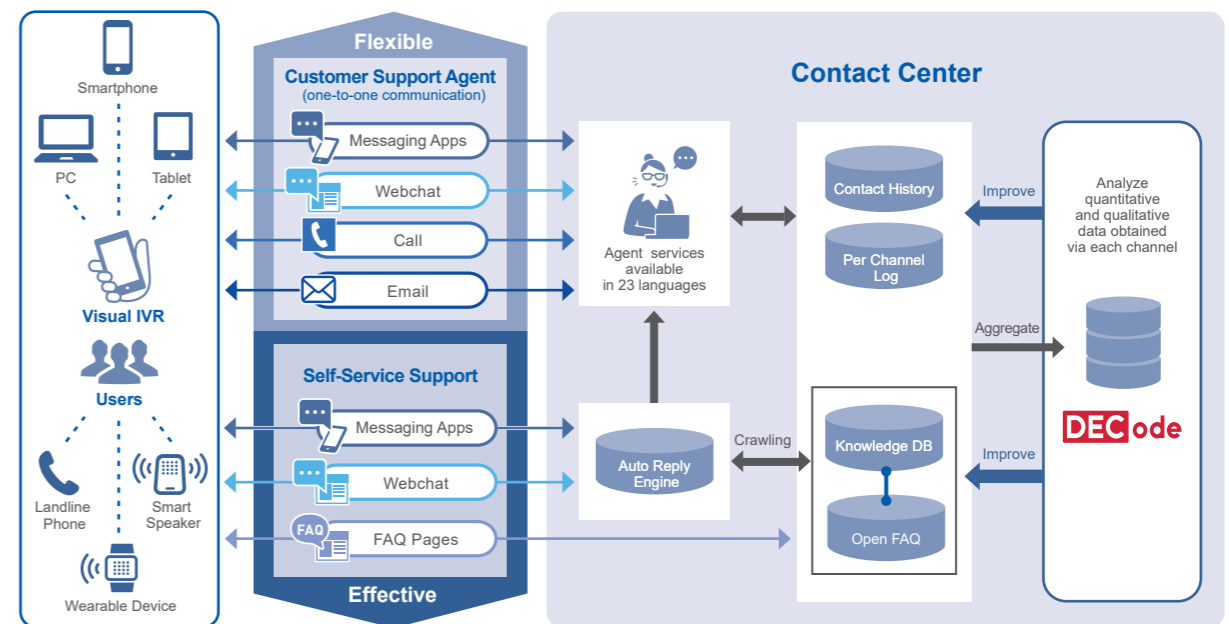 Smartphone
PC
Tablet
Visual IVR
Users
Landline
Phone
Smart
Speaker
Wearable Device
Flexible
Customer Support Agent
(one-to-one communication)
Messaging Apps
Webchat
Call
Email
Self-Service Support
Messaging Apps
Webchat
FAQ
FAQ Pages
Effective
Contact Center
Agent services
available
in 23 languages
Auto Reply
Engine
Crawling
Contact History
Per Channel
Log
Knowledge DB
Open FAQ
Improve
Aggregate
Improve
Analyze
quantitative
and qualitative
data obtained
via each channel
DECode